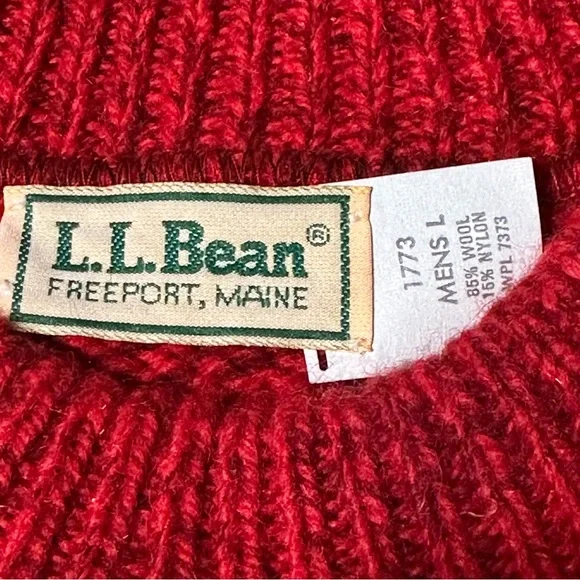 L.L.Bean®
FREEPORT, MAINE
1773
MENS L
85% WOOL
15% NYLON
WPL 7373